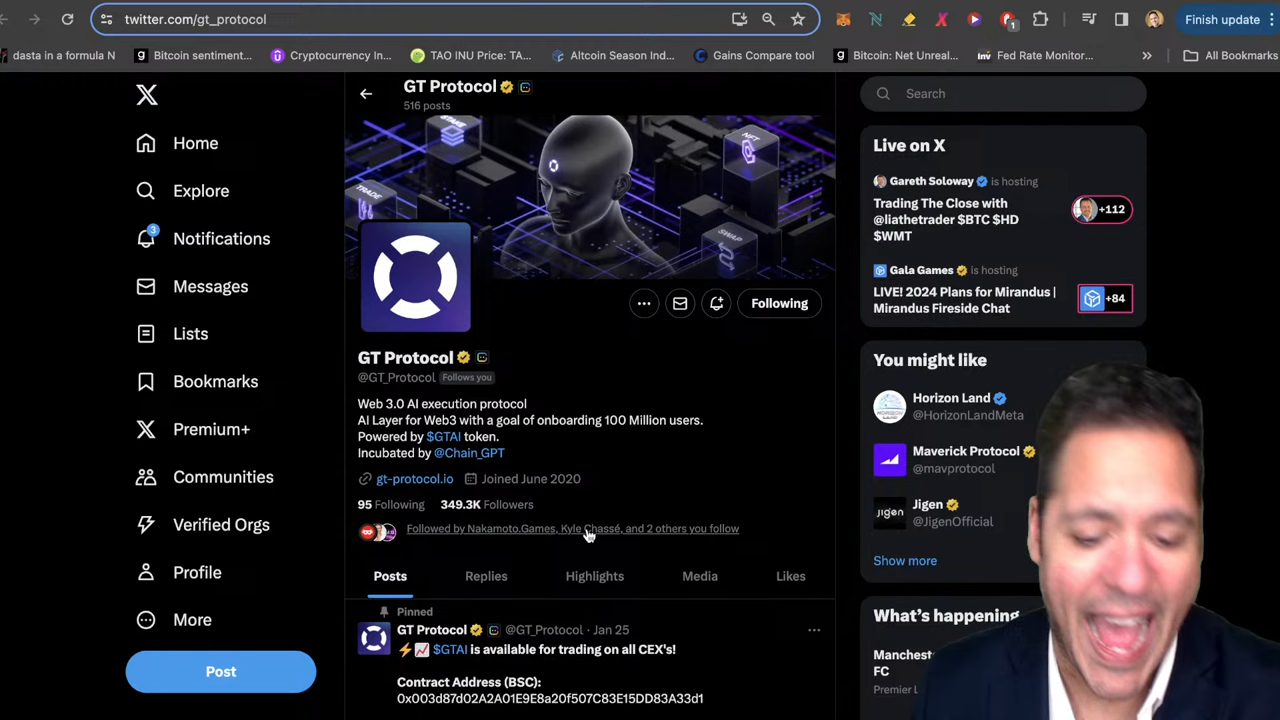 twitter.com/gt_protocol
1
Finish update
dasta in a formula N
Bitcoin sentiment...
Cryptocurrency In...
TAO INU Price: TA...
Altcoin Season Ind...
Gains Compare tool
Bitcoin: Net Unreal...
Fed Rate Monitor...
All Bookmarks
GT Protocol
516 posts
Home
Explore
3
Notifications
Messages
Lists
Bookmarks
Premium+
Communities
Verified Orgs
Profile
More
Post
STAKE
NFT
TRADE
SWAP
Following
GT Protocol
@GT_Protocol Follows you
Web 3.0 AI execution protocol
AI Layer for Web3 with a goal of onboarding 100 Million users.
Powered by $GTAI token.
Incubated by @Chain_GPT
gt-protocol.io Joined June 2020
95 Following 349.3K Followers
Followed by Nakamoto.Games, Kyle Chassé, and 2 others you follow
Posts Replies Highlights Media Likes
Pinned
GT Protocol @GT_Protocol · Jan 25
$GTAI is available for trading on all CEX's!
Contract Address (BSC):
0x003d87d02A2A01E9E8a20f507C83E15DD83A33d1
Search
Live on X
Gareth Soloway is hosting
Trading The Close with
@liathetrader $BTC $HD
$WMT
+112
Gala Games is hosting
LIVE! 2024 Plans for Mirandus |
Mirandus Fireside Chat
+84
You might like
Horizon Land
@HorizonLandMeta
Maverick Protocol
@mavprotocol
JIGEN
Jigen
@JigenOfficial
Show more
What's happening
Manchest
FC
Premier L